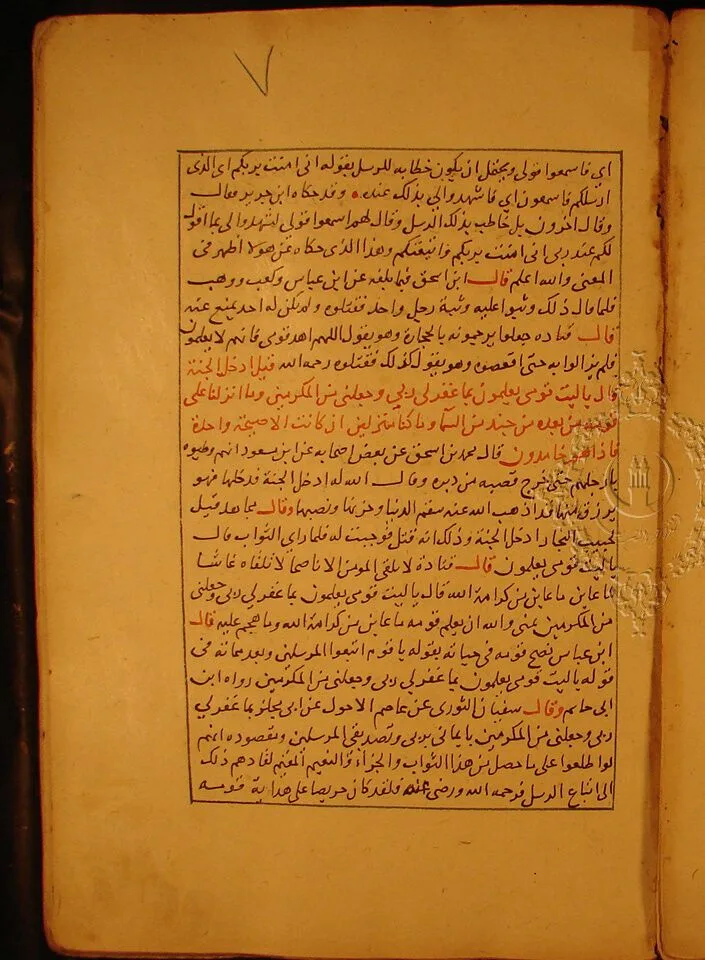 ٧
اي فاسمعوا قولي ويحتمل ان يكون خطابه للرسل بقوله اني امنت بربكم اي الذي
ارسلكم فاسمعون اي فاشهدوا لي بذلك عنده وقد حكاه ابن جرير فقال
وقال اخرون بل خاطب بذلك الرسل وقال لهم اسمعوا قولي لتشهدوا لي بما اقول
لكم عند ربي اني امنت بربكم واتبعتكم وهذا الذي حكاه عن هولا اظهر في
المعنى والله اعلم قال ابن اسحق فيما بلغه عن ابن عباس وكعب ووهب
فلما قال ذلك وثبوا عليه وثبة رجل واحد فقتلوه ولم يكن له احد يمنع عنه
قال قتاده جعلوا يرجمونه بالحجارة وهو يقول اللهم اهد قومي فانهم لا يعلمون
فلم يزالوا به حتى اقعصوه وهو يقول كذلك فقتلوه رحمه الله قيل ادخل الجنة
قال ياليت قومي يعلمون بما غفر لي ربي وجعلني من المكرمين وما انزلنا على
قومه من بعده من جند من السما وما كنا منزلين ان كانت الا صيحة واحدة
فاذا هم خامدون قال محمد بن اسحق عن بعض اصحابه عن ابن مسعود انهم وطيوه
بارجلهم حتى خرج قصبه من دبره وقال الله له ادخل الجنة فدخلها فهو
يرزق منها قد اذهب الله عنه سقم الدنيا وحزنها ونصبها وقال مجاهد قيل
لحبيب النجار ادخل الجنة وذلك انه قتل فوجبت له فلما راي الثواب قال
ياليت قومي يعلمون قال قتادة لا تلقى المومن الا ناصحا لا تلقاه غاشا
لما عاين ما عاين من كرامة الله قال ياليت قومي يعلمون بما غفر لي ربي وجعلني
من المكرمين تمنى والله ان يعلم قومه ما عاين من كرامة الله وما هجم عليه قال
ابن عباس نصح قومه في حياته بقوله يا قوم اتبعوا المرسلين وبعد مماته في
قوله ياليت قومي يعلمون بما غفر لي ربي وجعلني من المكرمين رواه ابن
ابي حاتم وقال سفيان الثوري عن عاصم الاحول عن ابي مجلز بما غفر لي
ربي وجعلني من المكرمين بايماني بربي وتصديقي المرسلين ومقصوده انهم
لو اطلعوا على ما حصل من هذا الثواب والجزاء والنعيم المقيم لقادهم ذلك
الى اتباع الرسل فرحمه الله ورضي عنه فلقد كان حريصا على هداية قومه